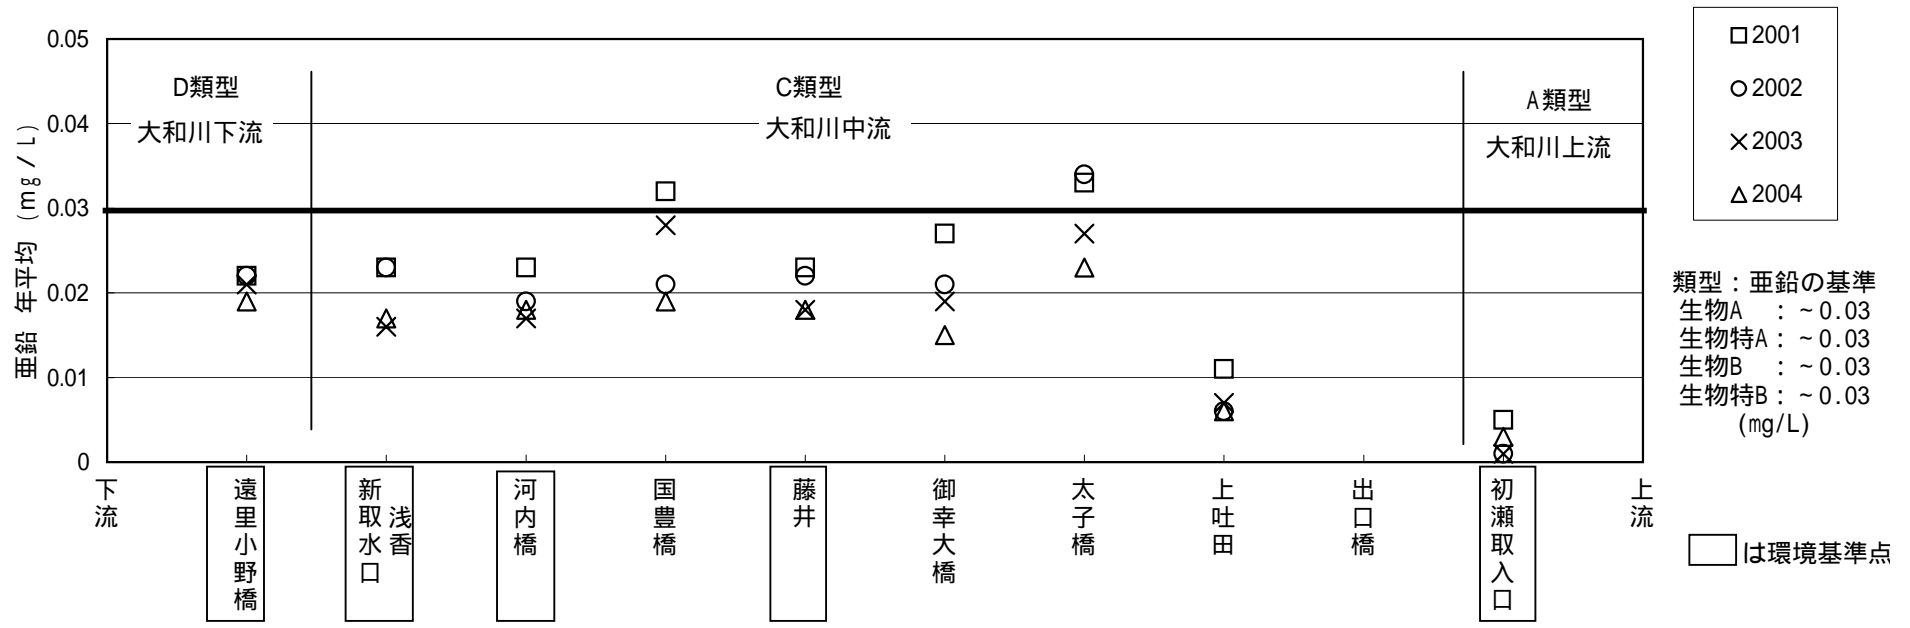 0.05
0.04
0.03
0.02
0.01
0
亜鉛 年平均 (mg/L)
D類型
大和川下流
C類型
大和川中流
A類型
大和川上流
下流
遠里小野橋
浅香
新取水口
河内橋
国豊橋
藤井
御幸大橋
太子橋
上吐田
出口橋
初瀬取入口
上流
2001
2002
2003
2004
類型：亜鉛の基準
生物A ：~0.03
生物特A：~0.03
生物B ：~0.03
生物特B：~0.03
(mg/L)
は環境基準点